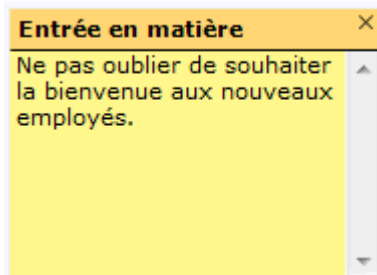 Entrée en matière
Ne pas oublier de souhaiter
la bienvenue aux nouveaux
employés.